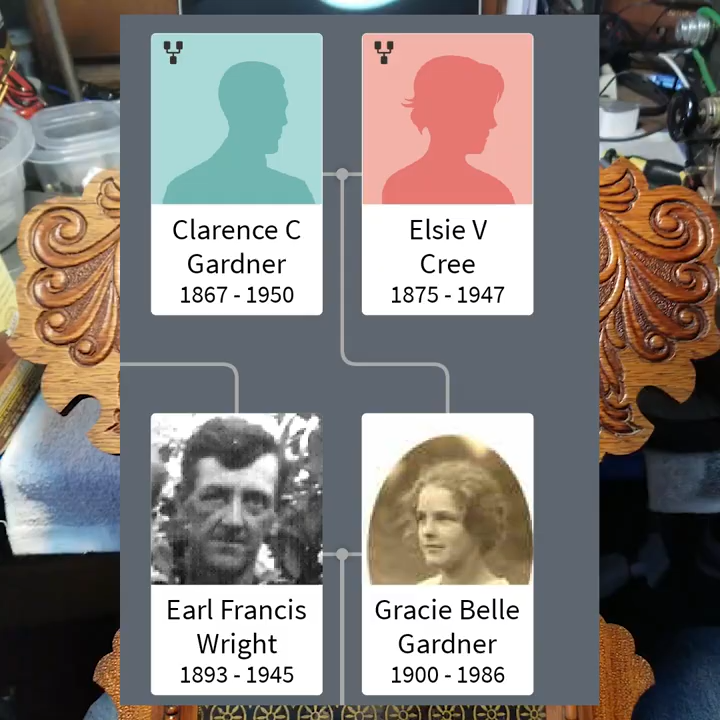 Clarence C
Gardner
1867 - 1950
Elsie V
Cree
1875 - 1947
Earl Francis
Wright
1893 - 1945
Gracie Belle
Gardner
1900 - 1986